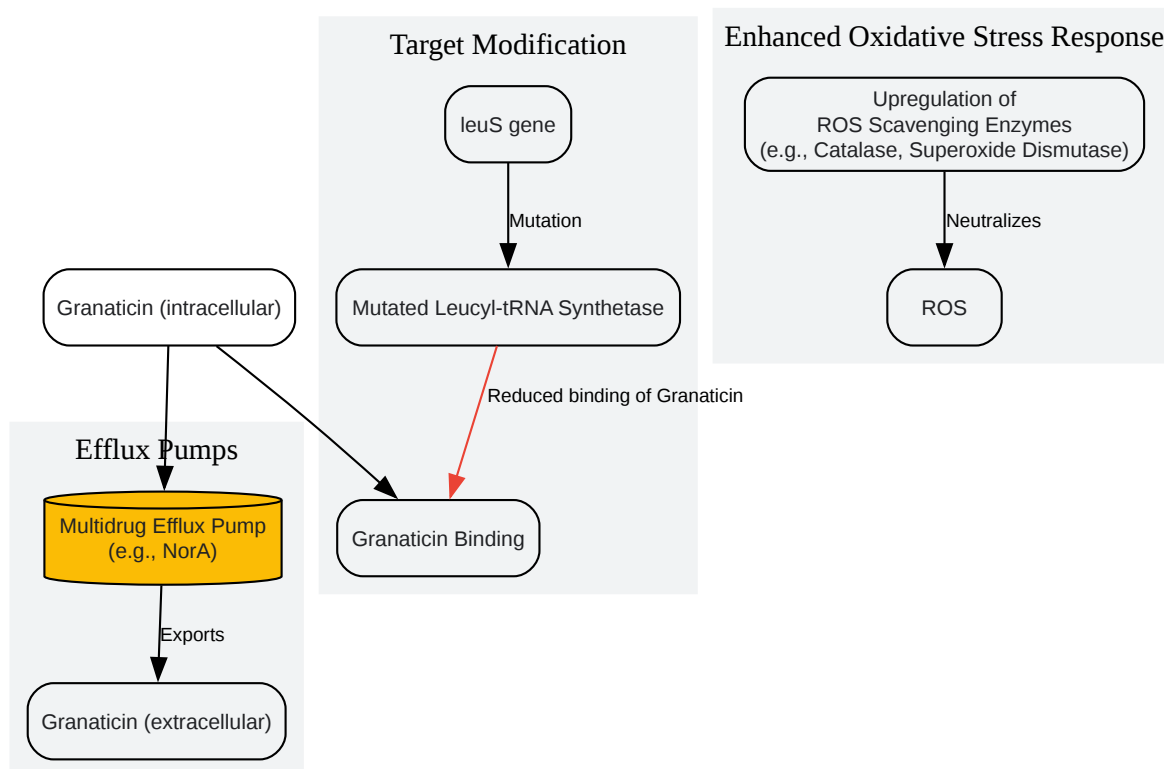 Target Modification
leuS gene
Mutation
Mutated Leucyl-tRNA Synthetase
Reduced binding of Granaticin
Granaticin Binding
Enhanced Oxidative Stress Response
Upregulation of
ROS Scavenging Enzymes
(e.g., Catalase, Superoxide Dismutase)
Neutralizes
ROS
Granaticin (intracellular)
Efflux Pumps
Multidrug Efflux Pump
(e.g., NorA)
Exports
Granaticin (extracellular)